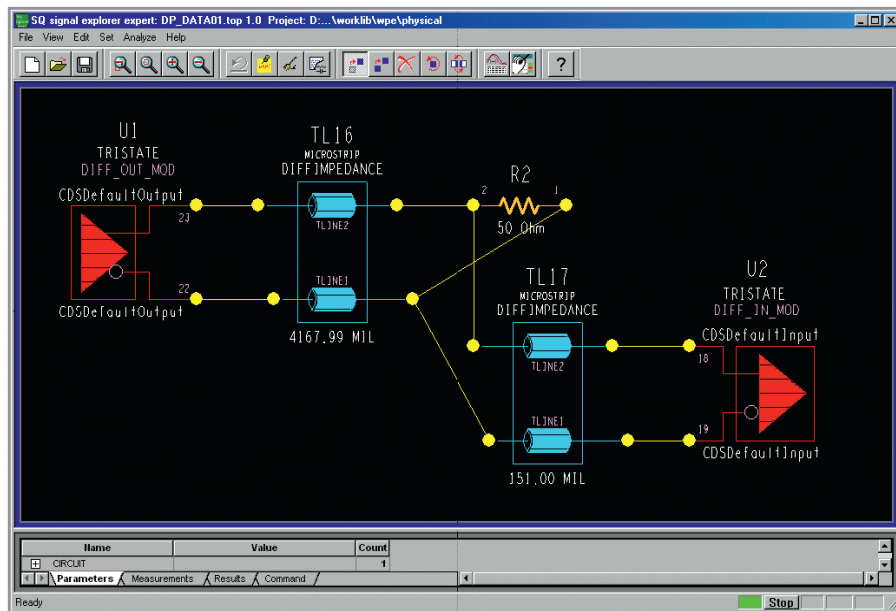 SQ signal explorer expert: DP_DATA01.top 1.0 Project: D:...\worklib\wpe\physical
File View Edit Set Analyze Help
?
U1
TRISTATE
DIFF_OUT_MOD
CDSDefaultOutput
23
22
CDSDefaultOutput
TL16
MICROSTRIP
DIFFIMPEDANCE
TLINE2
TLINE1
4167.99 MIL
R2
2
1
50 Ohm
TL17
MICROSTRIP
DIFFIMPEDANCE
TLINE2
TLINE1
151.00 MIL
U2
TRISTATE
DIFF_IN_MOD
CDSDefaultInput
18
19
CDSDefaultInput
Name Value Count
CIRCUIT 1
Parameters Measurements Results Command
Ready Stop